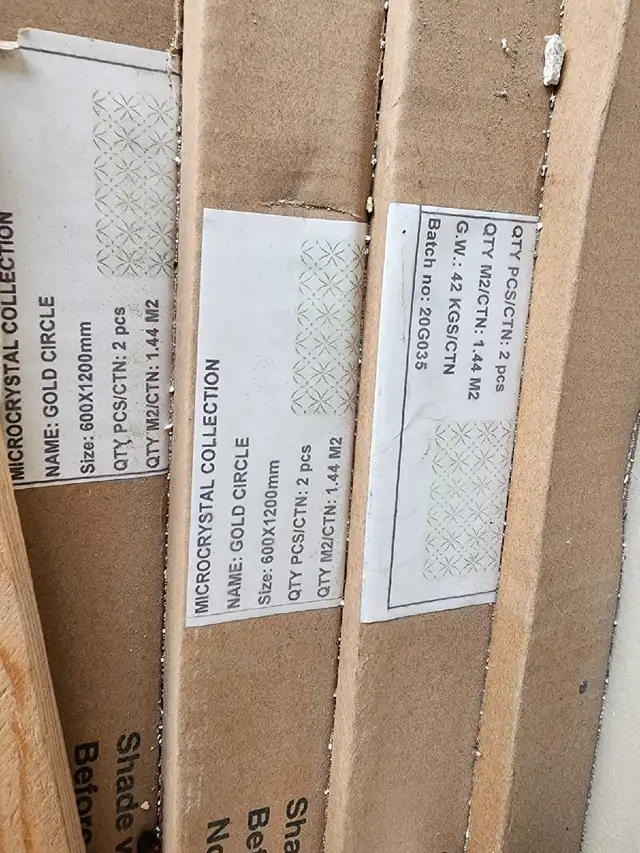 MICROCRYSTAL COLLECTION
NAME: GOLD CIRCLE
Size: 600X1200mm
QTY PCS/CTN: 2 pcs
QTY M2/CTN: 1.44 M2
MICROCRYSTAL COLLECTION
NAME: GOLD CIRCLE
Size: 600X1200mm
QTY PCS/CTN: 2 pcs
QTY M2/CTN: 1.44 M2
QTY PCS/CTN: 2 pcs
QTY M2/CTN: 1.44 M2
G.W.: 42 KGS/CTN
Batch no: 20G035
Shade
Before